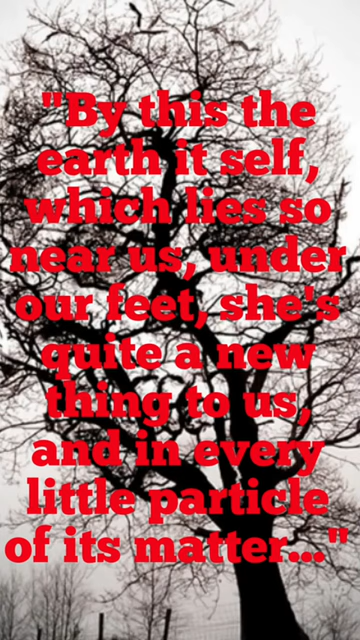 "By this the
earth it self,
which lies so
near us, under
our feet, she's
quite a new
thing to us,
and in every
little particle
of its matter..."